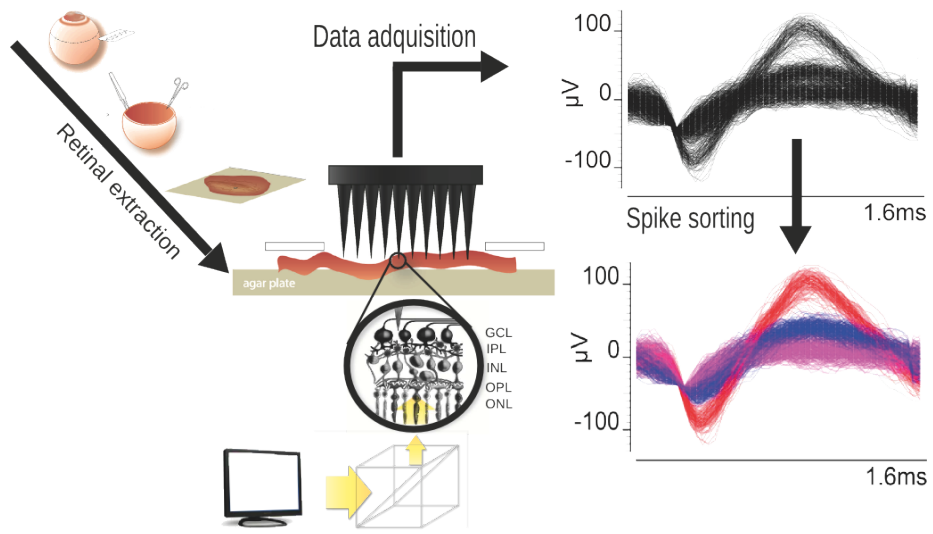 Data adquisition
Retinal extraction
agar plate
GCL
IPL
INL
OPL
ONL
100
0
-100
µV
1.6ms
Spike sorting
100
0
-100
µV
1.6ms